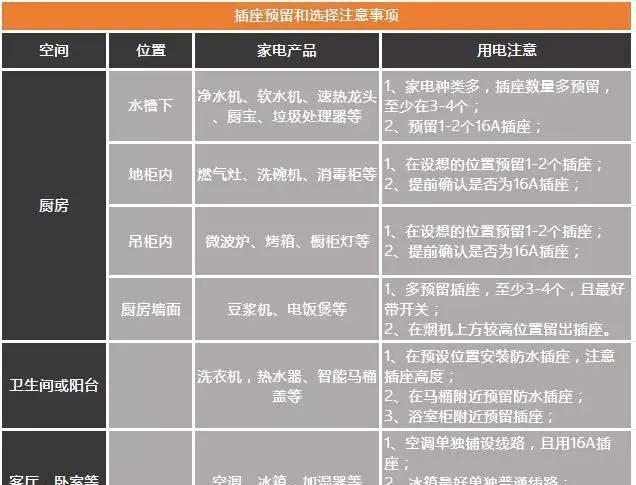 插座预留和选择注意事项
空间
位置
家电产品
用电注意
厨房
水槽下
净水机、软水机、速热龙头
、厨宝、垃圾处理器等
1、家电种类多，插座数量多预留，
至少在3-4个；
2、预留1-2个16A插座；
地柜内
燃气灶、洗碗机、消毒柜等
1、在设想的位置预留1-2个插座；
2、提前确认是否为16A插座；
吊柜内
微波炉、烤箱、橱柜灯等
1、在设想的位置预留1-2个插座；
2、提前确认是否为16A插座；
厨房墙面
豆浆机、电饭煲等
1、多预留插座，至少3-4个，且最好
带开关；
2、在烟机上方较高位置留出插座。
卫生间或阳台
洗衣机，热水器、智能马桶
盖等
1、在预设位置安装防水插座，注意
插座高度；
2、在马桶附近预留防水插座；
3、浴室柜附近预留插座；
客厅、卧室等
空调、冰箱、加湿器等
1、空调单独铺设线路，且用16A插
座；
2、冰箱最好单独普通线路；